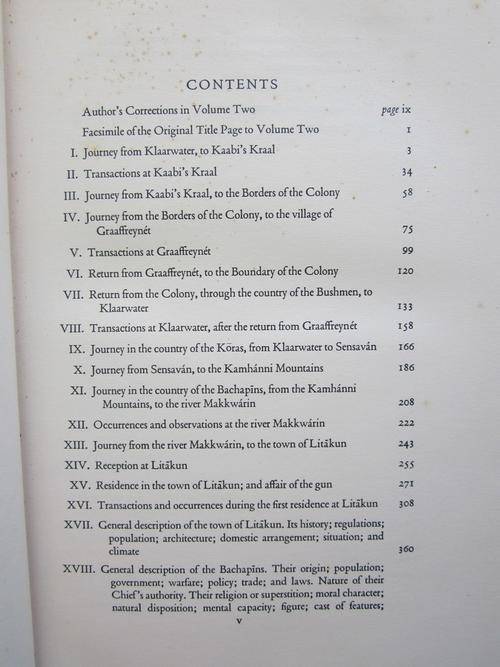 CONTENTS
Author's Corrections in Volume Two page ix
Facsimile of the Original Title Page to Volume Two 1
I. Journey from Klaarwater, to Kaabi's Kraal 3
II. Transactions at Kaabi's Kraal 34
III. Journey from Kaabi's Kraal, to the Borders of the Colony 58
IV. Journey from the Borders of the Colony, to the village of
Graaffreynét 75
V. Transactions at Graaffreynét 99
VI. Return from Graaffreynét, to the Boundary of the Colony 120
VII. Return from the Colony, through the country of the Bushmen, to
Klaarwater 133
VIII. Transactions at Klaarwater, after the return from Graaffreynét 158
IX. Journey in the country of the Kōras, from Klaarwater to Sensaván 166
X. Journey from Sensaván, to the Kamhánni Mountains 186
XI. Journey in the country of the Bachapīns, from the Kamhánni
Mountains, to the river Makkwárin 208
XII. Occurrences and observations at the river Makkwárin 222
XIII. Journey from the river Makkwárin, to the town of Litākun 243
XIV. Reception at Litākun 255
XV. Residence in the town of Litākun; and affair of the gun 271
XVI. Transactions and occurrences during the first residence at Litākun 308
XVII. General description of the town of Litākun. Its history; regulations;
population; architecture; domestic arrangement; situation; and
climate 360
XVIII. General description of the Bachapīns. Their origin; population;
government; warfare; policy; trade; and laws. Nature of their
Chief's authority. Their religion or superstition; moral character;
natural disposition; mental capacity; figure; cast of features;
v